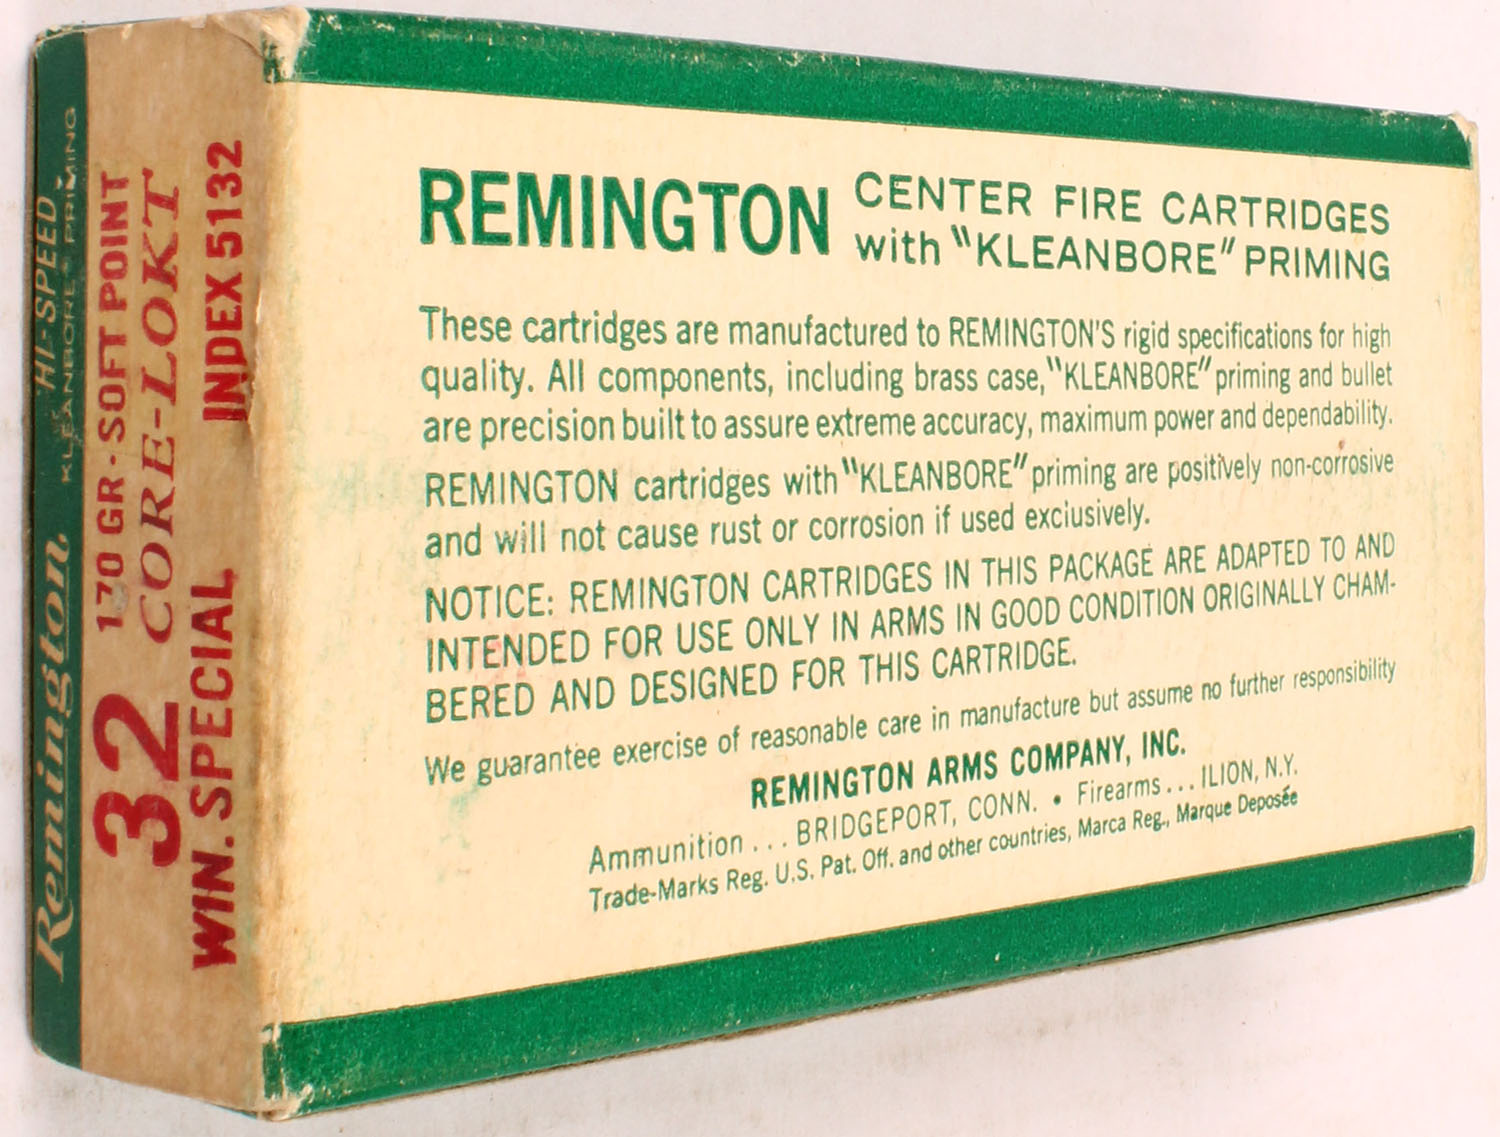 Remington HI-SPEED
KLEANBORE PRIMING
32 170 GR - SOFT POINT
CORE-LOKT
WIN. SPECIAL INDEX 5132
REMINGTON CENTER FIRE CARTRIDGES
with "KLEANBORE" PRIMING
These cartridges are manufactured to REMINGTON'S rigid specifications for high
quality. All components, including brass case, "KLEANBORE" priming and bullet
are precision built to assure extreme accuracy, maximum power and dependability.
REMINGTON cartridges with "KLEANBORE" priming are positively non-corrosive
and will not cause rust or corrosion if used exclusively.
NOTICE: REMINGTON CARTRIDGES IN THIS PACKAGE ARE ADAPTED TO AND
INTENDED FOR USE ONLY IN ARMS IN GOOD CONDITION ORIGINALLY CHAM-
BERED AND DESIGNED FOR THIS CARTRIDGE.
We guarantee exercise of reasonable care in manufacture but assume no further responsibility
REMINGTON ARMS COMPANY, INC.
Ammunition ... BRIDGEPORT, CONN. • Firearms ... ILION, N.Y.
Trade-Marks Reg. U.S. Pat. Off. and other countries, Marca Reg., Marque Deposée